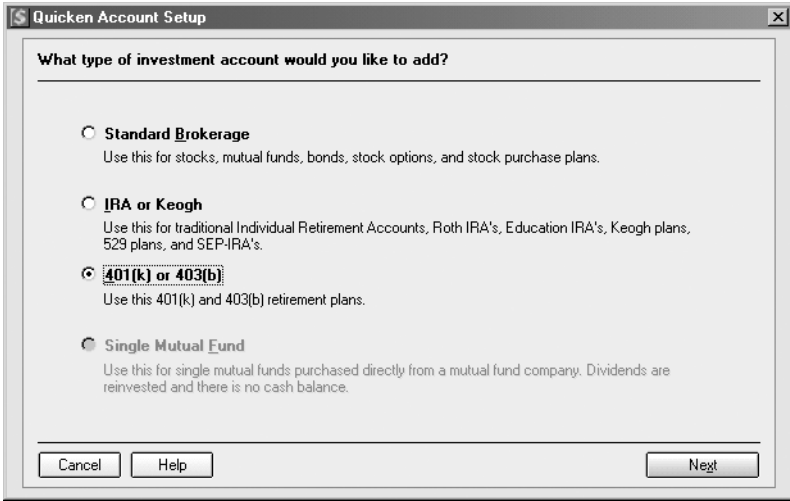 Quicken Account Setup
What type of investment account would you like to add?
Standard Brokerage
Use this for stocks, mutual funds, bonds, stock options, and stock purchase plans.
IRA or Keogh
Use this for traditional Individual Retirement Accounts, Roth IRA's, Education IRA's, Keogh plans,
529 plans, and SEP-IRA's.
401(k) or 403(b)
Use this 401(k) and 403(b) retirement plans.
Single Mutual Fund
Use this for single mutual funds purchased directly from a mutual fund company. Dividends are
reinvested and there is no cash balance.
Cancel Help Next